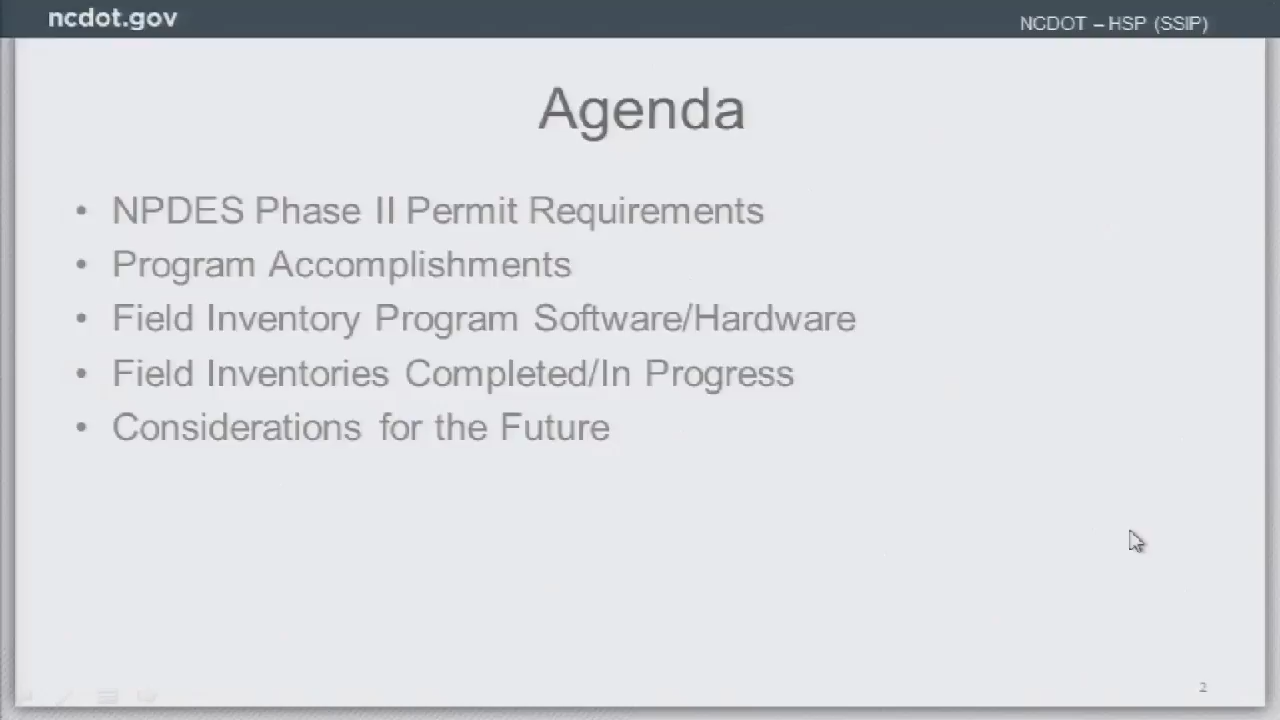 ncdot.gov
NCDOT – HSP (SSIP)
Agenda
• NPDES Phase II Permit Requirements
• Program Accomplishments
• Field Inventory Program Software/Hardware
• Field Inventories Completed/In Progress
• Considerations for the Future
2